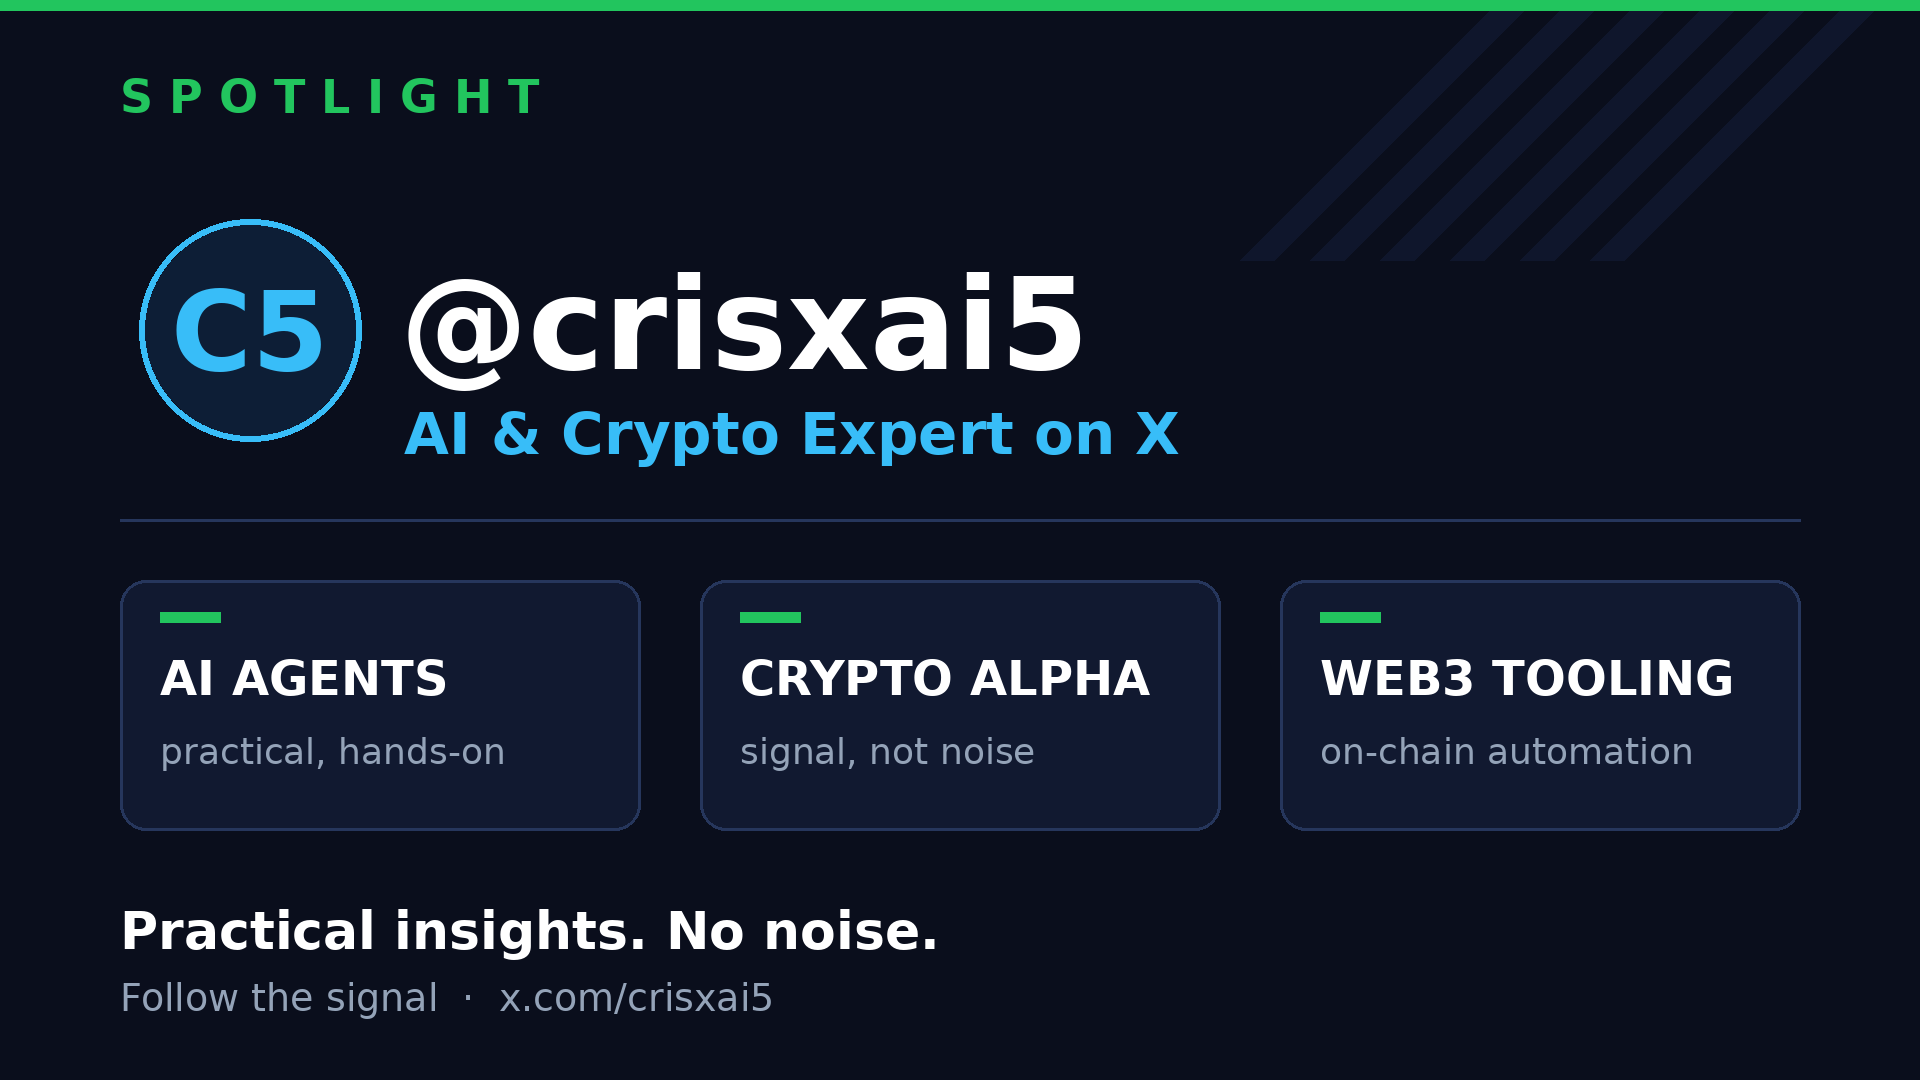 SPOTLIGHT
C5
@crisxai5
AI & Crypto Expert on X
AI AGENTS
practical, hands-on
CRYPTO ALPHA
signal, not noise
WEB3 TOOLING
on-chain automation
Practical insights. No noise.
Follow the signal · x.com/crisxai5